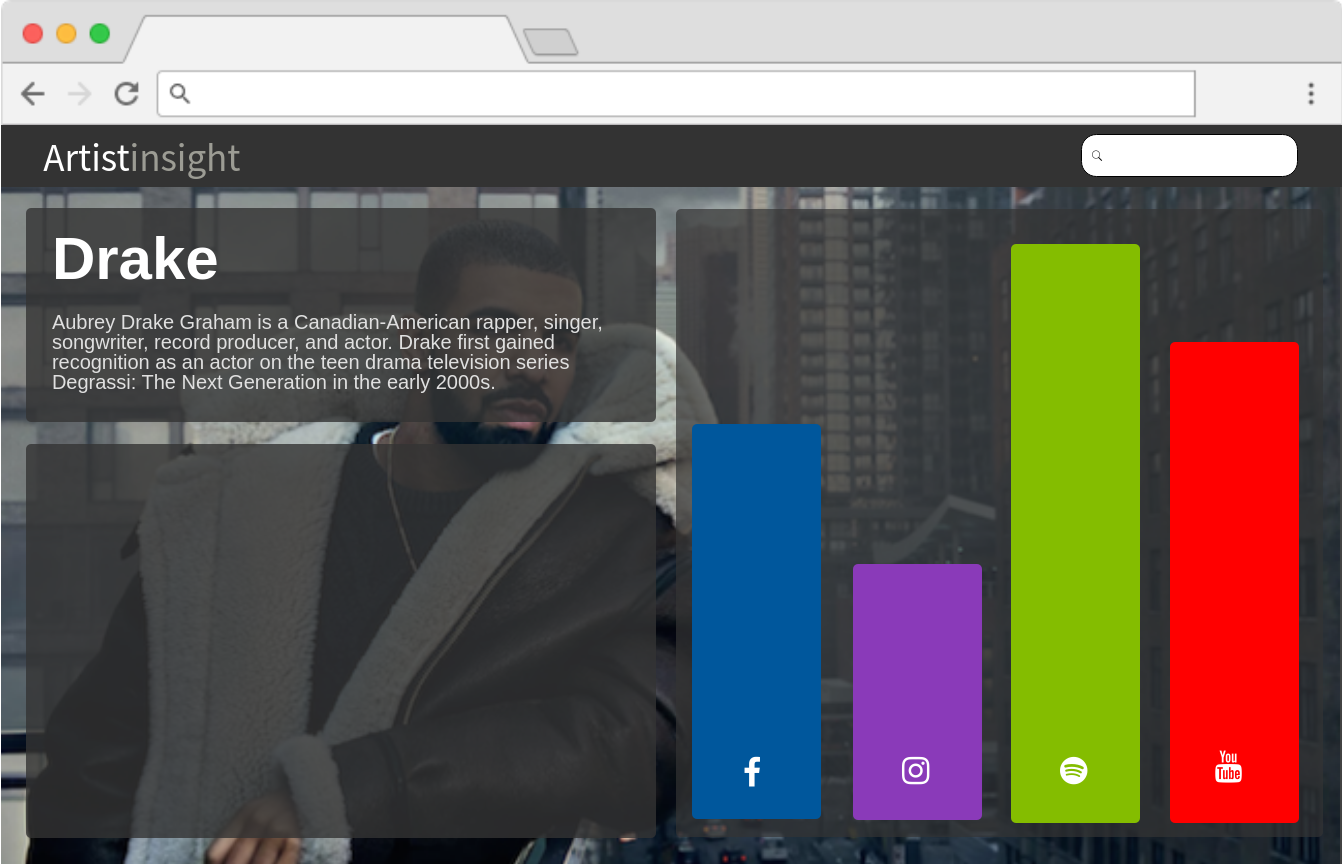 Artistinsight
Drake
Aubrey Drake Graham is a Canadian-American rapper, singer,
songwriter, record producer, and actor. Drake first gained
recognition as an actor on the teen drama television series
Degrassi: The Next Generation in the early 2000s.
You
Tube